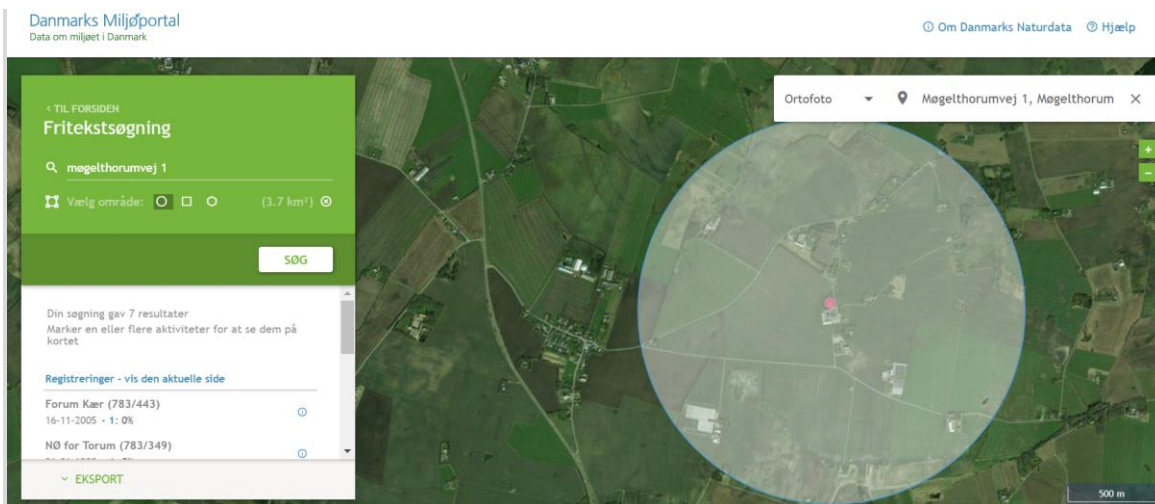 Danmarks Miljøportal
Data om miljøet i Danmark
Om Danmarks Naturdata
Hjælp
‹ TIL FORSIDEN
Fritekstsøgning
møgelthorumvej 1
Vælg område:
(3.7 km²)
SØG
Din søgning gav 7 resultater
Marker en eller flere aktiviteter for at se dem på
kortet
Registreringer - vis den aktuelle side
Forum Kær (783/443)
16-11-2005 • 1: 0%
NØ for Torum (783/349)
EKSPORT
Ortofoto
Møgelthorumvej 1, Møgelthorum
500 m